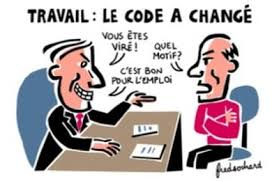 TRAVAIL : LE CODE A CHANGÉ
VOUS ÊTES
VIRÉ !
QUEL
MOTIF?
C'EST BON
POUR L'EMPLOI
fredsochard